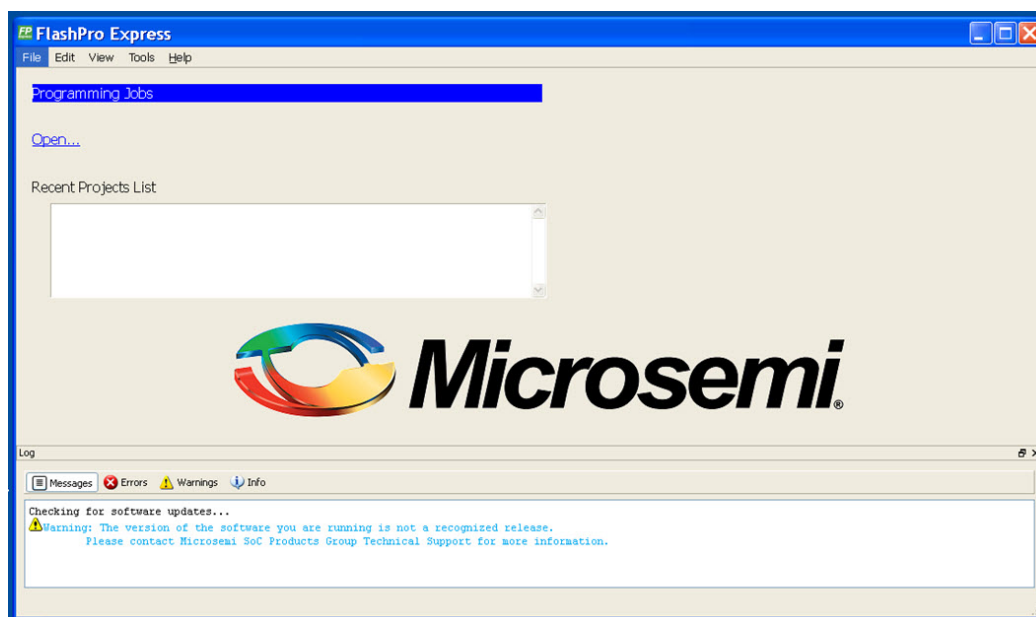 FP FlashPro Express
File Edit View Tools Help
Programming Jobs
Open...
Recent Projects List
Microsemi®
Log
Messages Errors Warnings Info
Checking for software updates...
Warning: The version of the software you are running is not a recognized release.
Please contact Microsemi SoC Products Group Technical Support for more information.